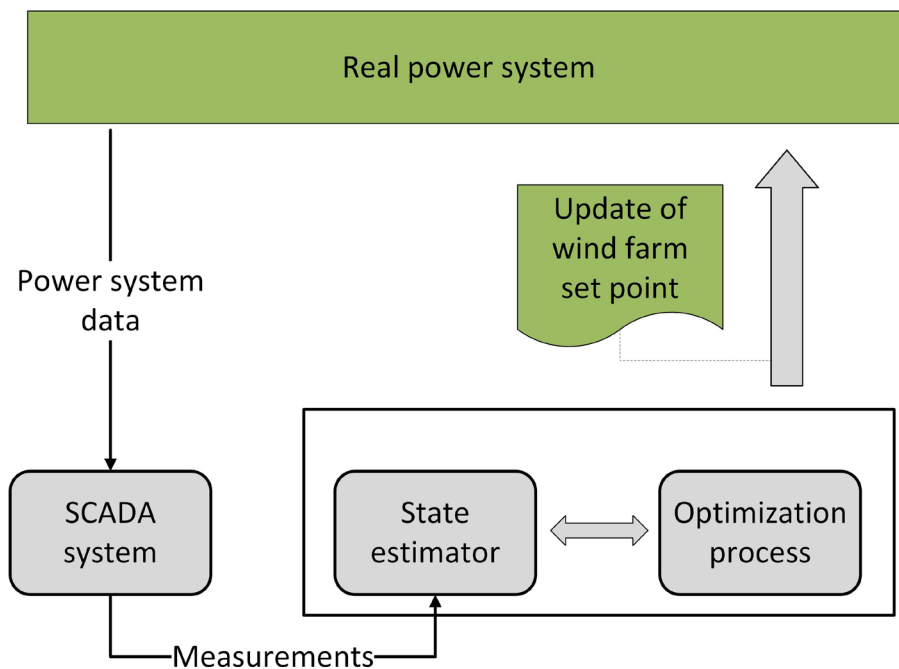 Real power system
Update of
wind farm
set point
Power system
data
SCADA
system
State
estimator
Optimization
process
Measurements